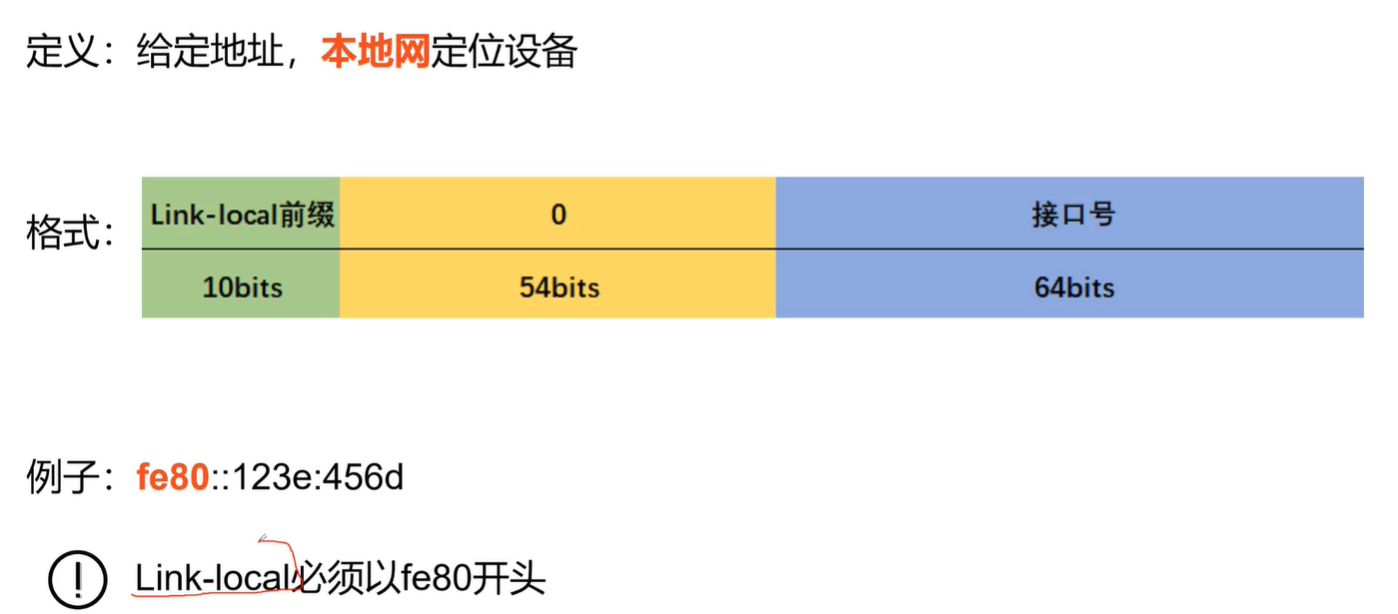 定义：给定地址，本地网定位设备
格式：
Link-local前缀 0 接口号
10bits 54bits 64bits
例子：fe80::123e:456d
! Link-local必须以fe80开头